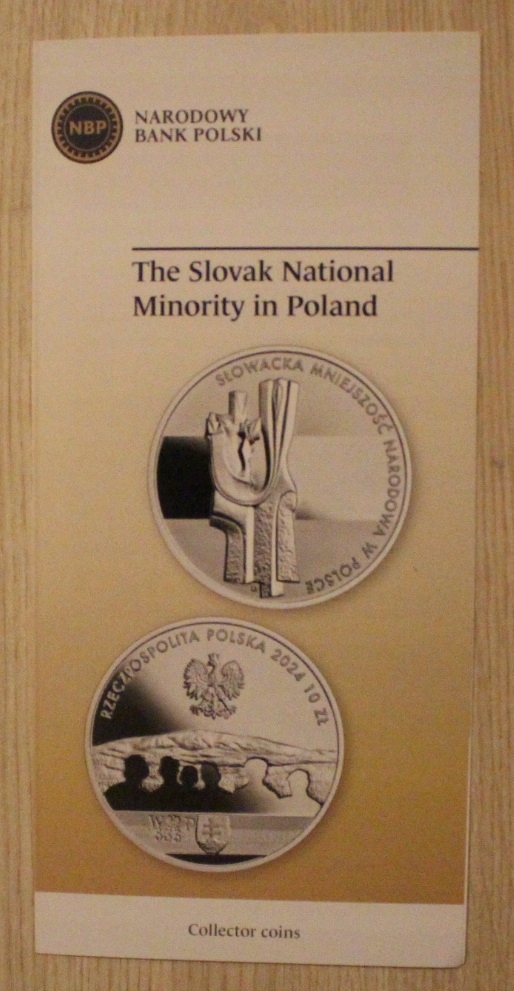 NBP
NARODOWY
BANK POLSKI
The Slovak National
Minority in Poland
SŁOWACKA MNIEJSZOŚĆ NARODOWA W POLSCE
RZECZPOSPOLITA POLSKA 2024 10 ZŁ
Collector coins